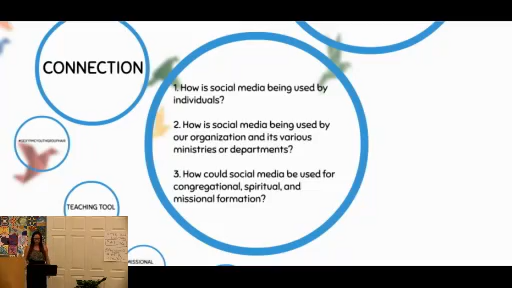 CONNECTION
1. How is social media being used by
individuals?
2. How is social media being used by
our organization and its various
ministries or departments?
3. How could social media be used for
congregational, spiritual, and
missional formation?
TEACHING TOOL
MISSIONAL